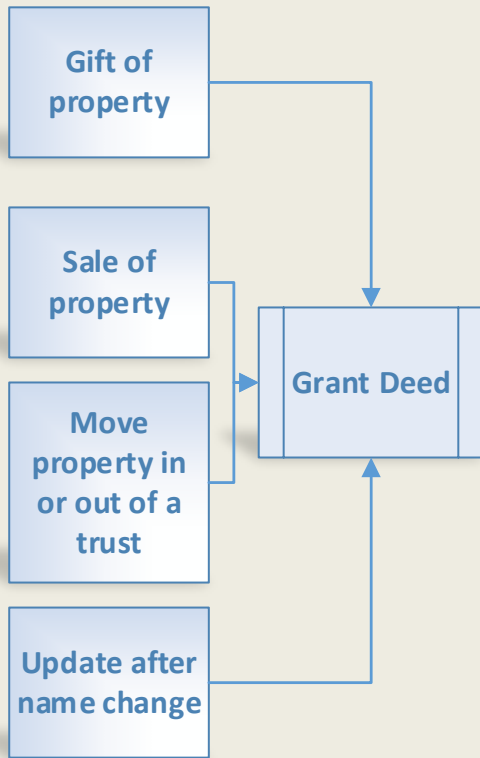 Gift of
property
Sale of
property
Move
property in
or out of a
trust
Update after
name change
Grant Deed